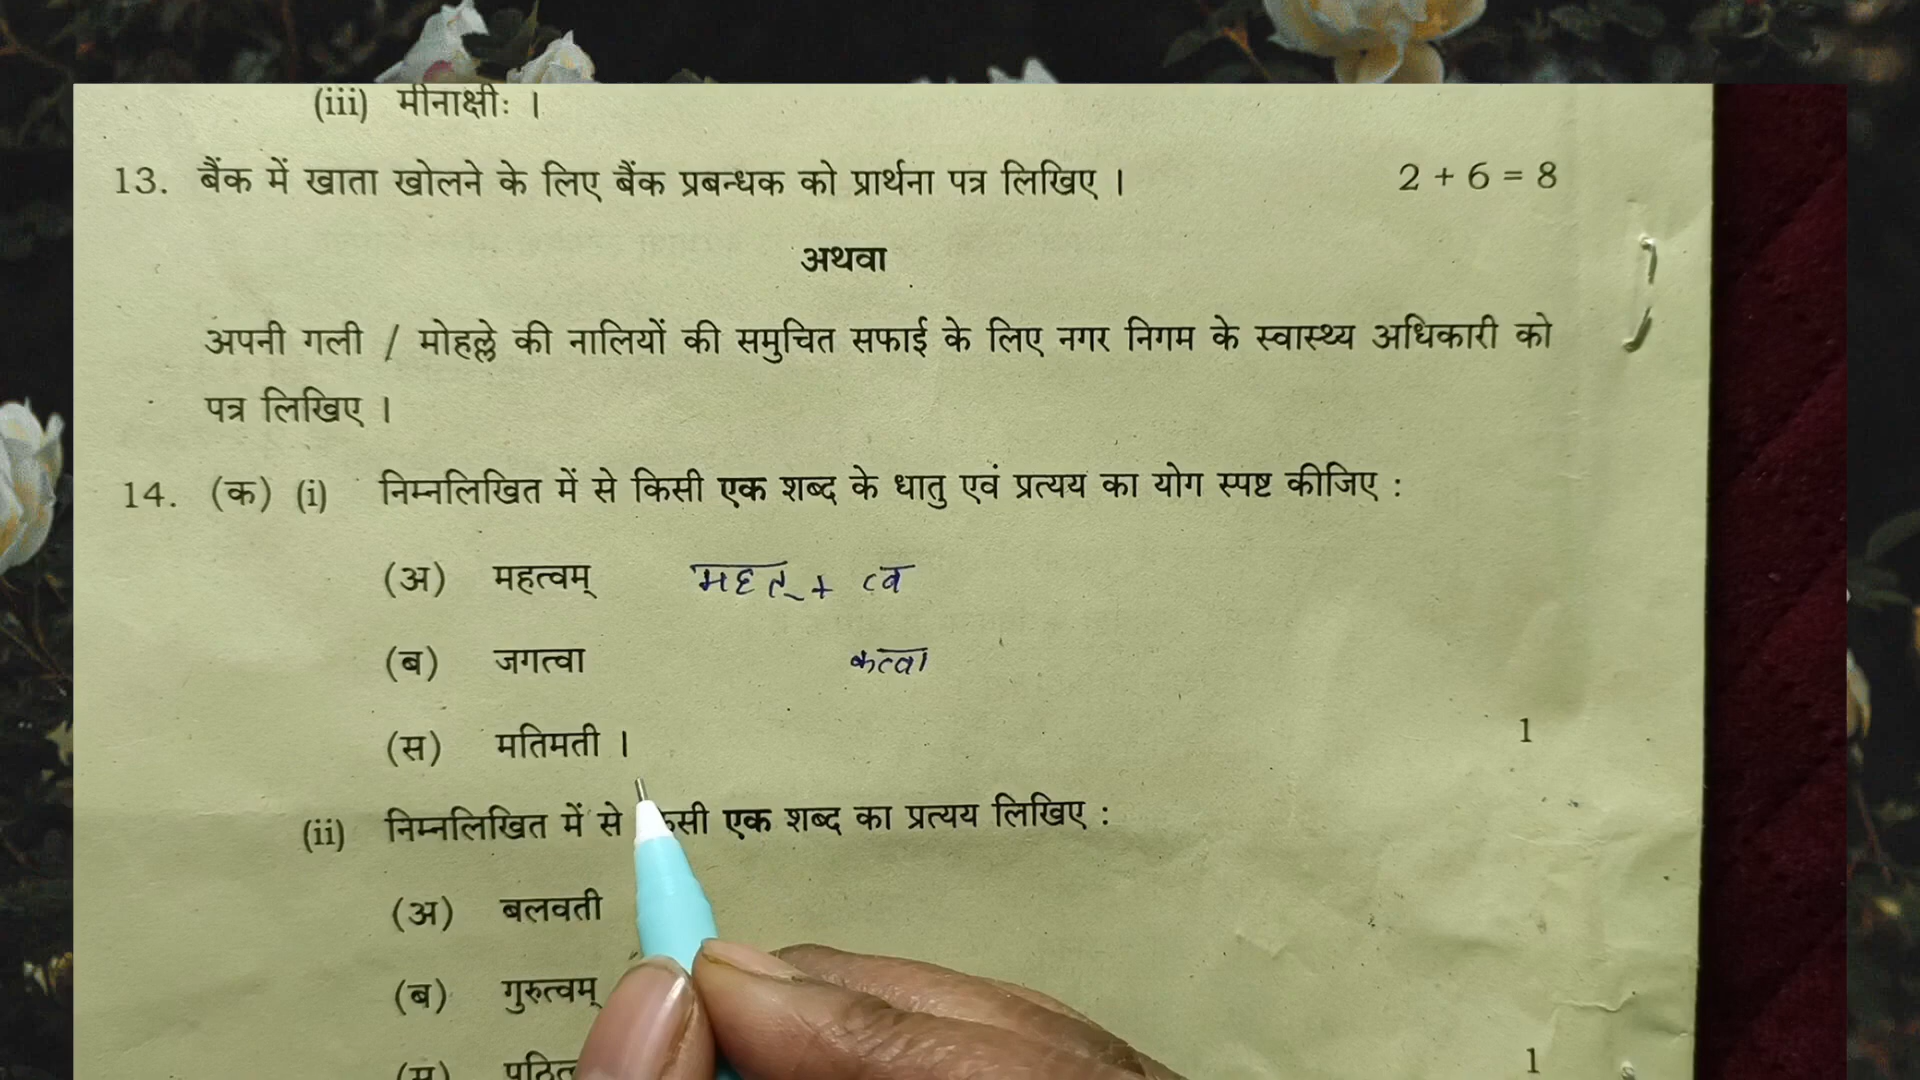 (iii) मीनाक्षीः ।
13. बैंक में खाता खोलने के लिए बैंक प्रबन्धक को प्रार्थना पत्र लिखिए । 2 + 6 = 8
अथवा
अपनी गली / मोहल्ले की नालियों की समुचित सफाई के लिए नगर निगम के स्वास्थ्य अधिकारी को
पत्र लिखिए ।
14. (क) (i) निम्नलिखित में से किसी एक शब्द के धातु एवं प्रत्यय का योग स्पष्ट कीजिए :
(अ) महत्वम् महत् + त्व
(ब) जगत्वा कत्वा
(स) मतिमती । 1
(ii) निम्नलिखित में से एक शब्द का प्रत्यय लिखिए :
(अ) बलवती
(ब) गुरुत्वम्
1